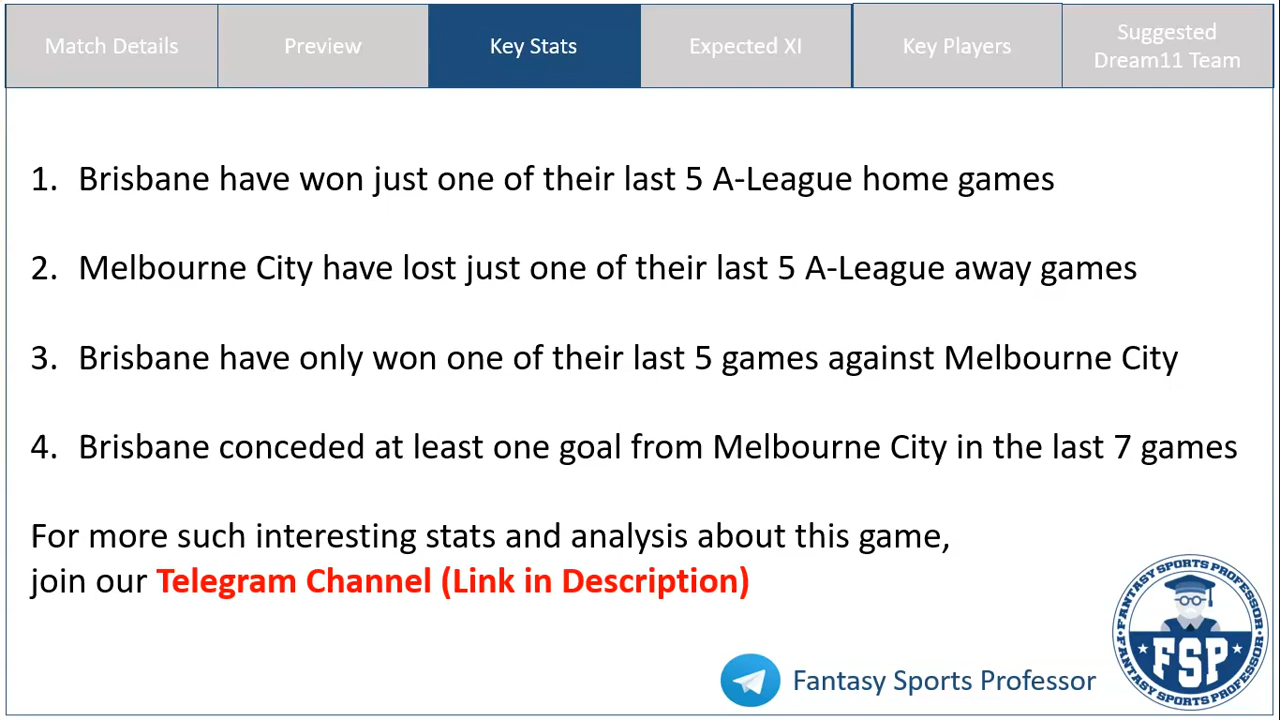 Match Details
Preview
Key Stats
Expected XI
Key Players
Suggested
Dream11 Team
1. Brisbane have won just one of their last 5 A-League home games
2. Melbourne City have lost just one of their last 5 A-League away games
3. Brisbane have only won one of their last 5 games against Melbourne City
4. Brisbane conceded at least one goal from Melbourne City in the last 7 games
For more such interesting stats and analysis about this game,
join our Telegram Channel (Link in Description)
Fantasy Sports Professor
FANTASY SPORTS PROFESSOR
FSP
FANTASY SPORTS PROFESSOR